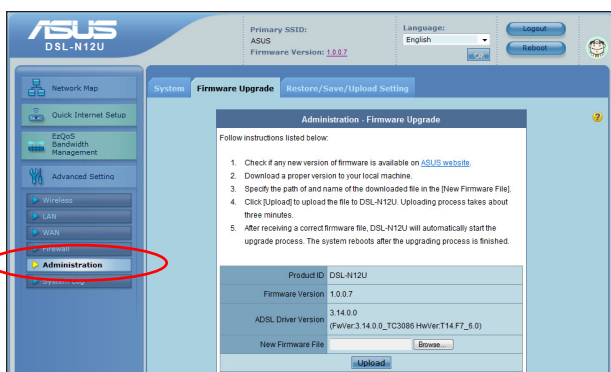 ASUS
DSL-N12U
Primary SSID:
ASUS
Firmware Version: 1.0.0.7
Language:
English
Logout
Reboot
Network Map
Quick Internet Setup
EzQoS
Bandwidth
Management
Advanced Setting
Wireless
LAN
WAN
Firewall
Administration
System Log
System
Firmware Upgrade
Restore/Save/Upload Setting
Administration - Firmware Upgrade
Follow instructions listed below:
1. Check if any new version of firmware is available on ASUS website.
2. Download a proper version to your local machine.
3. Specify the path of and name of the downloaded file in the [New Firmware File].
4. Click [Upload] to upload the file to DSL-N12U. Uploading process takes about
three minutes.
5. After receiving a correct firmware file, DSL-N12U will automatically start the
upgrade process. The system reboots after the upgrading process is finished.
Product ID DSL-N12U
Firmware Version 1.0.0.7
ADSL Driver Version 3.14.0.0
(FwVer:3.14.0.0_TC3086 HwVer:T14.F7_6.0)
New Firmware File Browse...
Upload